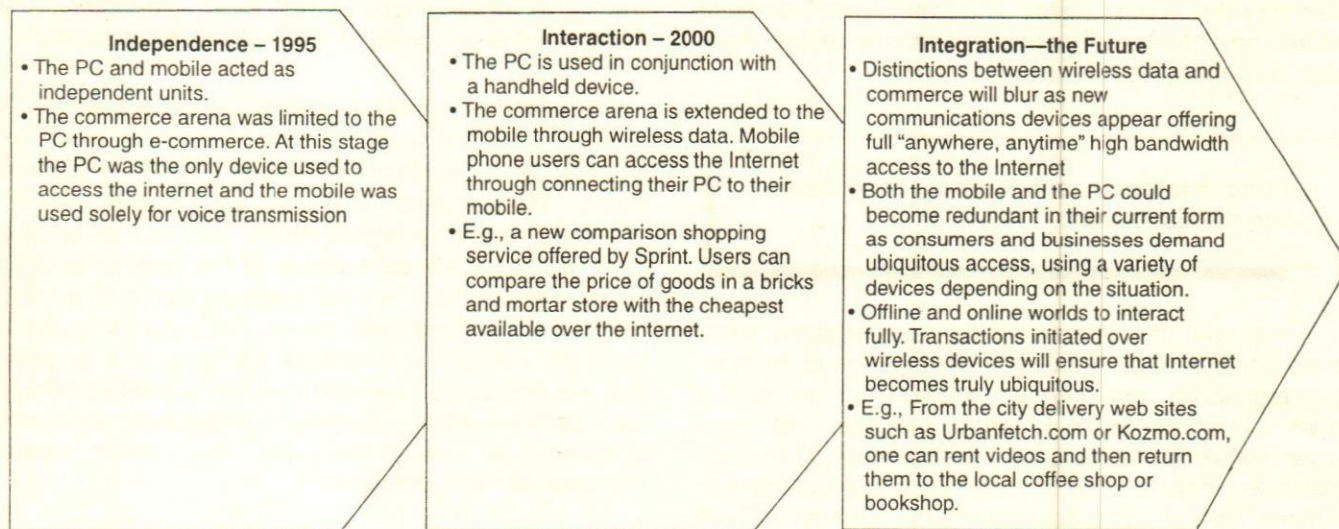 Independence – 1995
• The PC and mobile acted as
independent units.
• The commerce arena was limited to the
PC through e-commerce. At this stage
the PC was the only device used to
access the internet and the mobile was
used solely for voice transmission
Interaction – 2000
• The PC is used in conjunction with
a handheld device.
• The commerce arena is extended to the
mobile through wireless data. Mobile
phone users can access the Internet
through connecting their PC to their
mobile.
• E.g., a new comparison shopping
service offered by Sprint. Users can
compare the price of goods in a bricks
and mortar store with the cheapest
available over the internet.
Integration—the Future
• Distinctions between wireless data and
commerce will blur as new
communications devices appear offering
full “anywhere, anytime” high bandwidth
access to the Internet
• Both the mobile and the PC could
become redundant in their current form
as consumers and businesses demand
ubiquitous access, using a variety of
devices depending on the situation.
• Offline and online worlds to interact
fully. Transactions initiated over
wireless devices will ensure that Internet
becomes truly ubiquitous.
• E.g., From the city delivery web sites
such as Urbanfetch.com or Kozmo.com,
one can rent videos and then return
them to the local coffee shop or
bookshop.